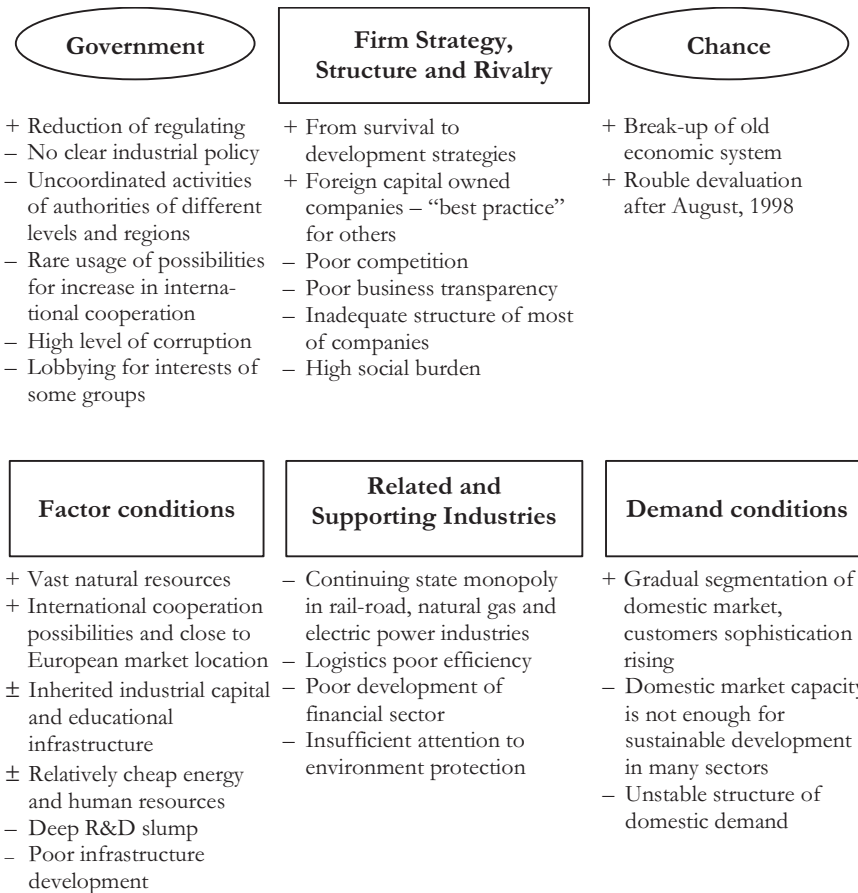 Government
+ Reduction of regulating
– No clear industrial policy
– Uncoordinated activities
of authorities of different
levels and regions
– Rare usage of possibilities
for increase in interna-
tional cooperation
– High level of corruption
– Lobbying for interests of
some groups
Firm Strategy,
Structure and Rivalry
+ From survival to
development strategies
+ Foreign capital owned
companies – “best practice”
for others
– Poor competition
– Poor business transparency
– Inadequate structure of most
of companies
– High social burden
Chance
+ Break-up of old
economic system
+ Rouble devaluation
after August, 1998
Factor conditions
+ Vast natural resources
+ International cooperation
possibilities and close to
European market location
± Inherited industrial capital
and educational
infrastructure
± Relatively cheap energy
and human resources
– Deep R&D slump
– Poor infrastructure
development
Related and
Supporting Industries
– Continuing state monopoly
in rail-road, natural gas and
electric power industries
– Logistics poor efficiency
– Poor development of
financial sector
– Insufficient attention to
environment protection
Demand conditions
+ Gradual segmentation of
domestic market,
customers sophistication
rising
– Domestic market capacity
is not enough for
sustainable development
in many sectors
– Unstable structure of
domestic demand